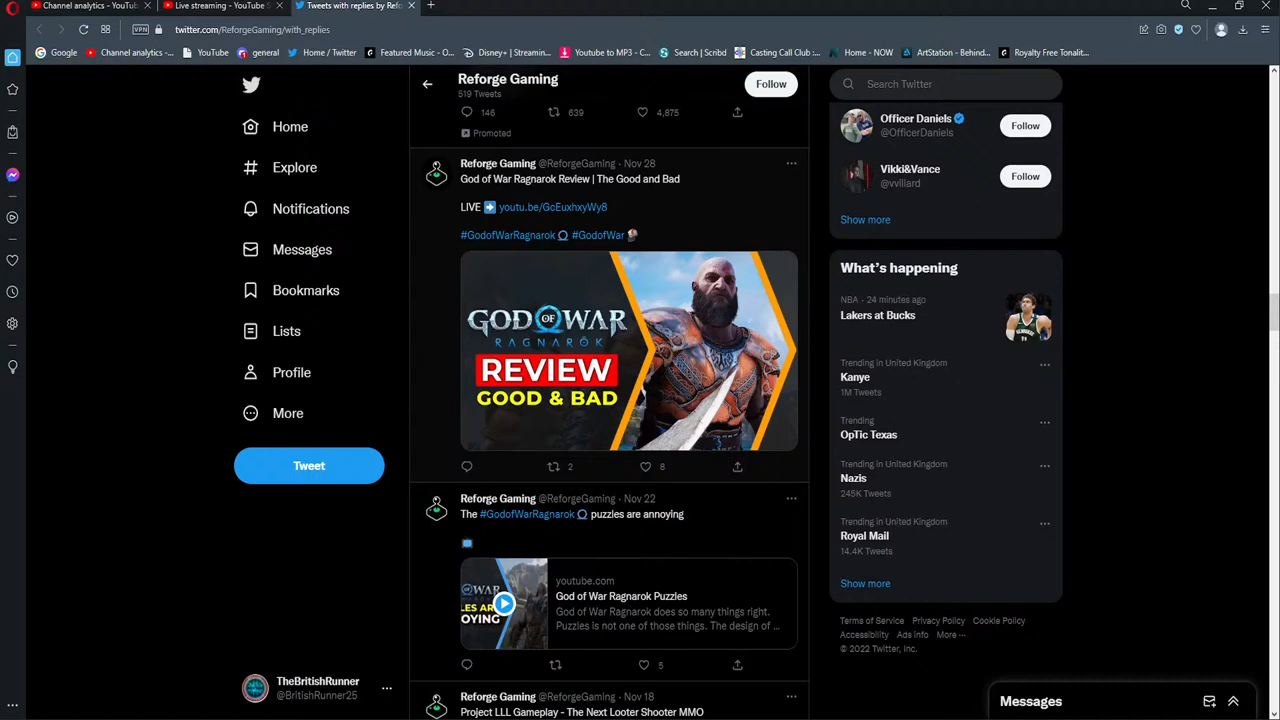 Channel analytics - YouTub
Live streaming - YouTube S
Tweets with replies by Refo
VPN
twitter.com/ReforgeGaming/with_replies
Google
Channel analytics -...
YouTube
general
Home / Twitter
Featured Music - O...
Disney+ | Streamin...
Youtube to MP3 - C...
Search | Scribd
Casting Call Club :...
Home - NOW
ArtStation - Behind...
Royalty Free Tonalit...
Home
Explore
Notifications
Messages
Bookmarks
Lists
Profile
More
Tweet
TheBritishRunner
@BritishRunner25
Reforge Gaming
519 Tweets
Follow
146 639 4,875
Promoted
Reforge Gaming @ReforgeGaming · Nov 28
God of War Ragnarok Review | The Good and Bad
LIVE youtu.be/GcEuxhxyWy8
#GodofWarRagnarok #GodofWar
GOD OF WAR
RAGNARÖK
REVIEW
GOOD & BAD
2 8
Reforge Gaming @ReforgeGaming · Nov 22
The #GodofWarRagnarok puzzles are annoying
youtube.com
God of War Ragnarok Puzzles
God of War Ragnarok does so many things right.
Puzzles is not one of those things. The design of ...
5
Reforge Gaming @ReforgeGaming · Nov 18
Project LLL Gameplay - The Next Looter Shooter MMO
Search Twitter
Officer Daniels
@OfficerDaniels
Follow
Vikki&Vance
@vvillard
Follow
Show more
What's happening
NBA · 24 minutes ago
Lakers at Bucks
Trending in United Kingdom
Kanye
1M Tweets
Trending
OpTic Texas
Trending in United Kingdom
Nazis
245K Tweets
Trending in United Kingdom
Royal Mail
14.4K Tweets
Show more
Terms of Service Privacy Policy Cookie Policy
Accessibility Ads info More ···
© 2022 Twitter, Inc.
Messages